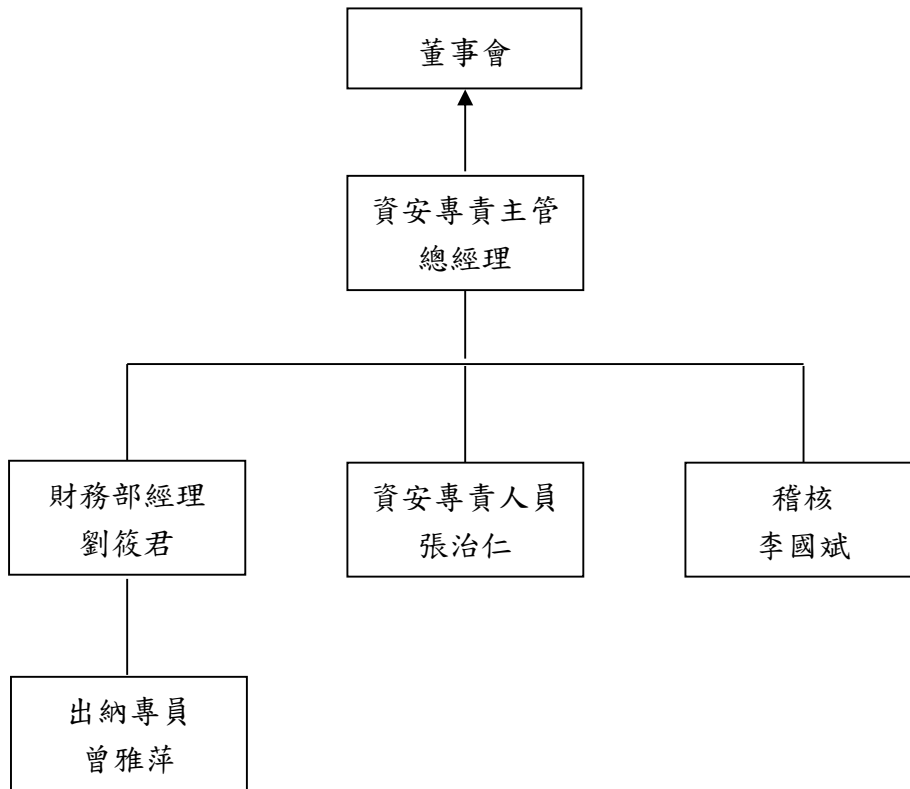 董事會
資安專責主管
總經理
財務部經理
劉筱君
資安專責人員
張治仁
稽核
李國斌
出納專員
曾雅萍